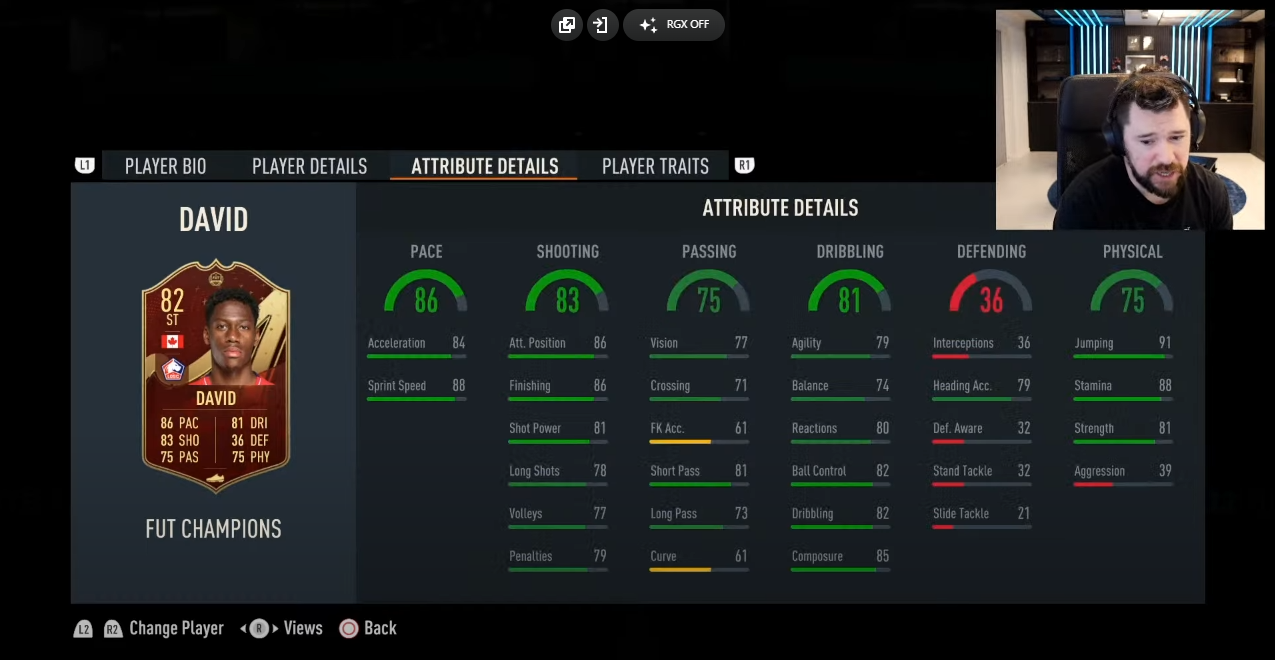 RGX OFF
L1 PLAYER BIO PLAYER DETAILS ATTRIBUTE DETAILS PLAYER TRAITS R1
DAVID
82
ST
DAVID
86 PAC 81 DRI
83 SHO 36 DEF
75 PAS 75 PHY
FUT CHAMPIONS
ATTRIBUTE DETAILS
PACE SHOOTING PASSING DRIBBLING DEFENDING PHYSICAL
86 83 75 81 36 75
Acceleration 84 Att. Position 86 Vision 77 Agility 79 Interceptions 36 Jumping 91
Sprint Speed 88 Finishing 86 Crossing 71 Balance 74 Heading Acc. 79 Stamina 88
Shot Power 81 FK Acc. 61 Reactions 80 Def. Aware 32 Strength 81
Long Shots 78 Short Pass 81 Ball Control 82 Stand Tackle 32 Aggression 39
Volleys 77 Long Pass 73 Dribbling 82 Slide Tackle 21
Penalties 79 Curve 61 Composure 85
L2 R2 Change Player R Views Back